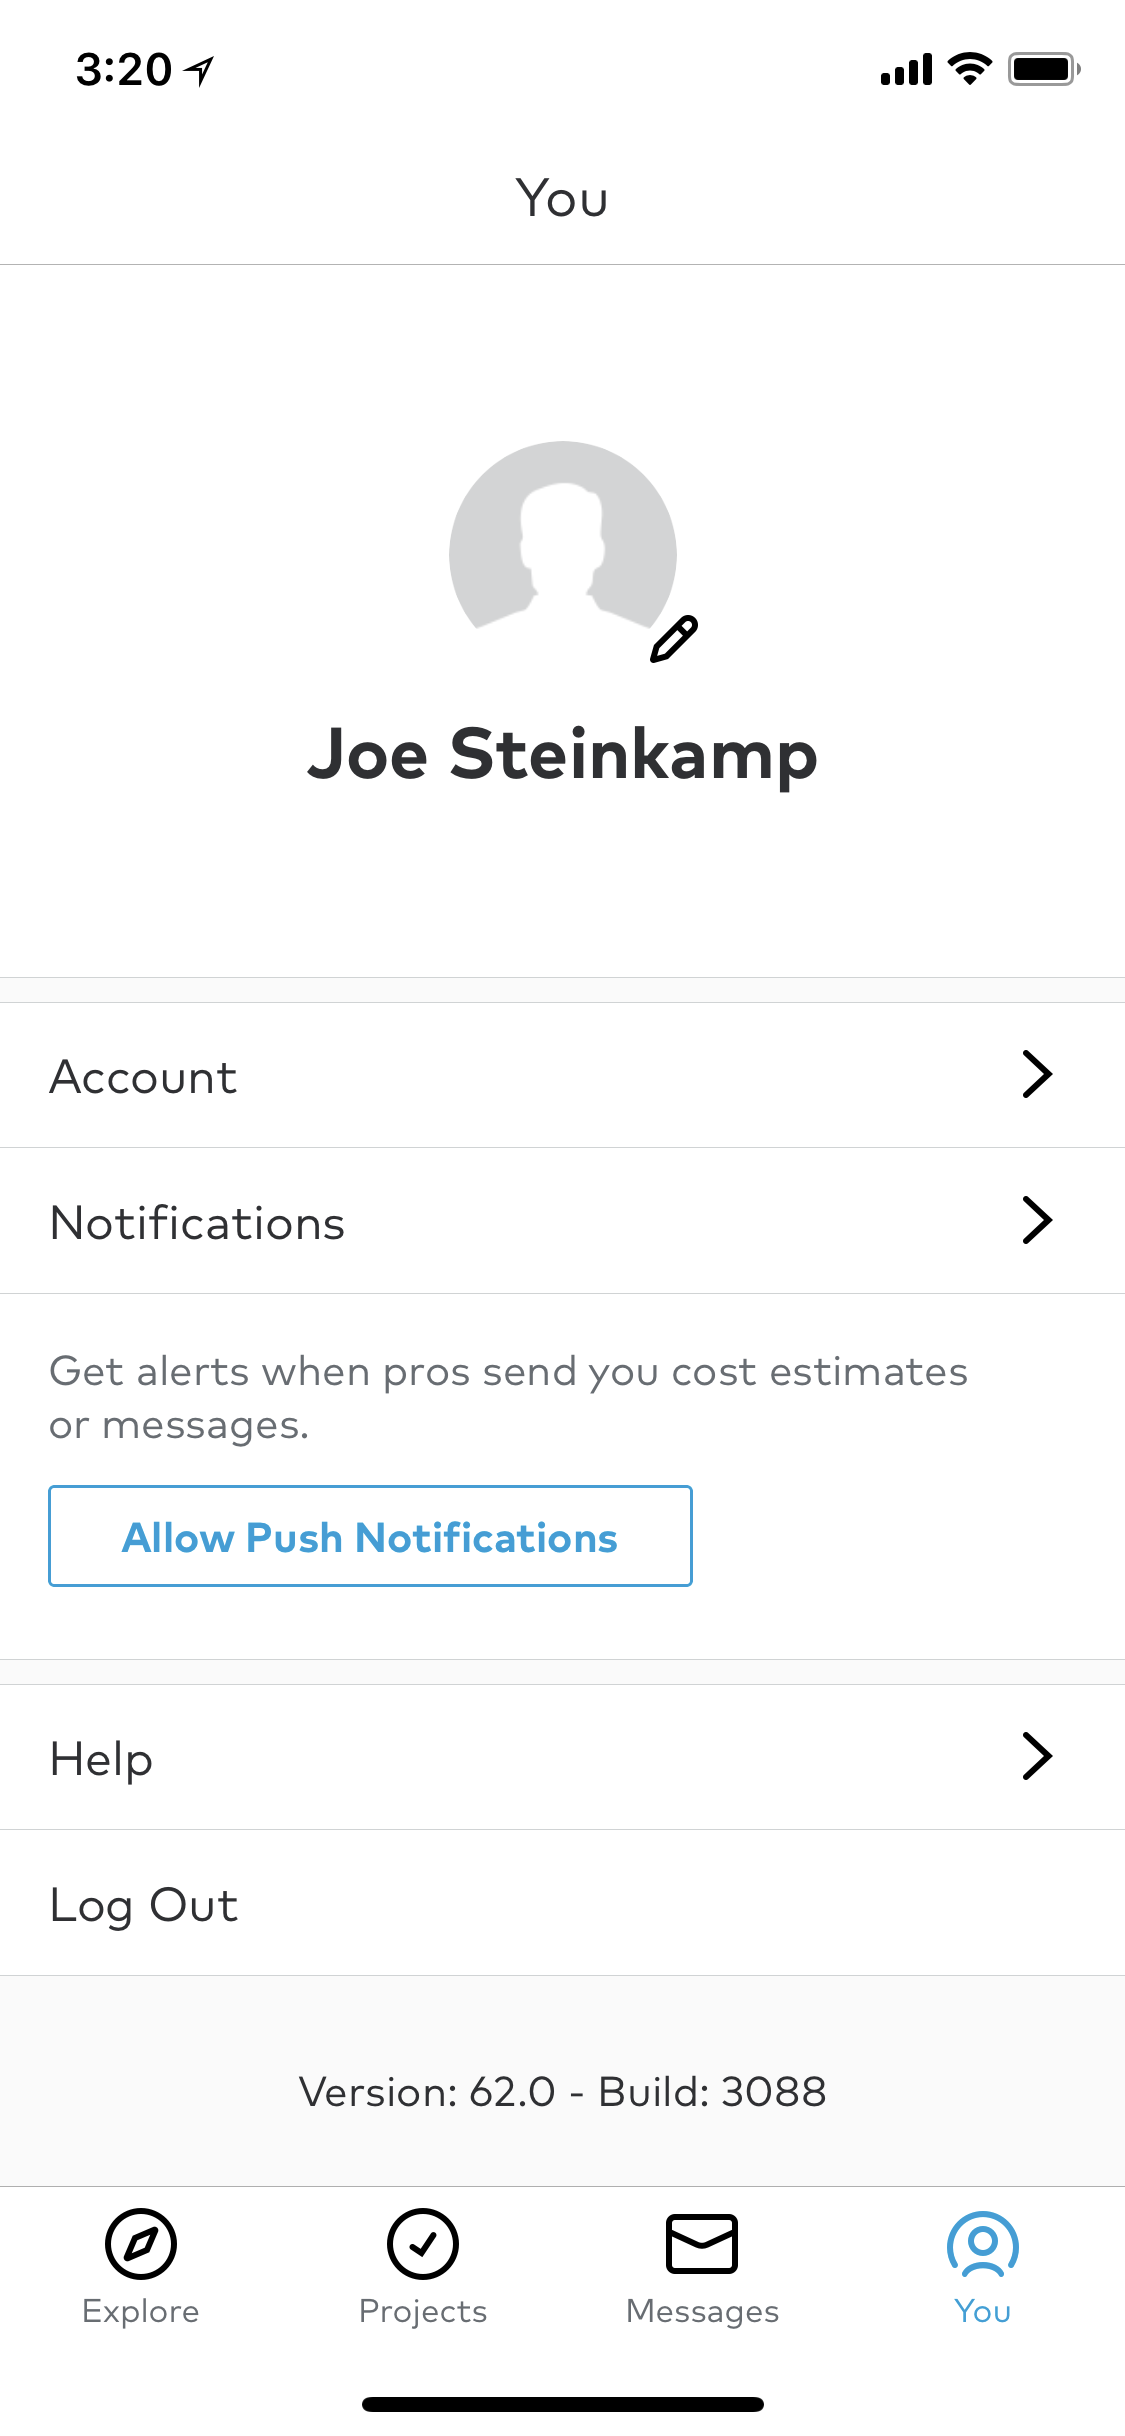 3:20
You
Joe Steinkamp
Account
Notifications
Get alerts when pros send you cost estimates
or messages.
Allow Push Notifications
Help
Log Out
Version: 62.0 - Build: 3088
Explore
Projects
Messages
You